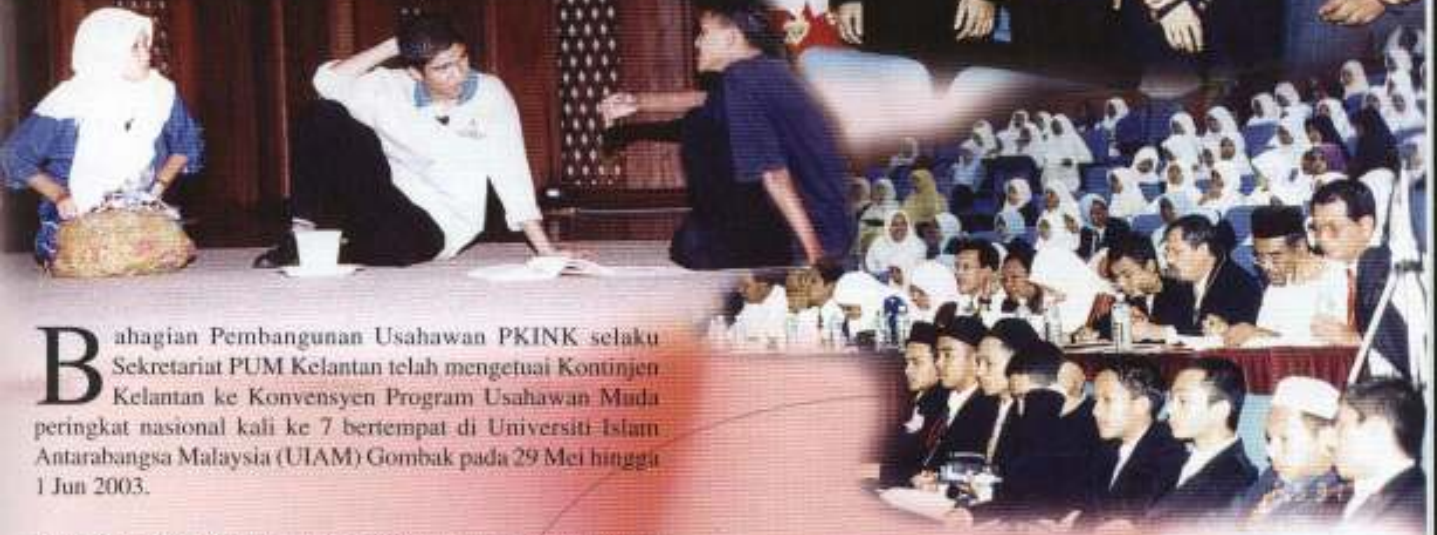 Bahagian Pembangunan Usahawan PKINK selaku
Sekretariat PUM Kelantan telah mengetuai Kontinjen
Kelantan ke Konvensyen Program Usahawan Muda
peringkat nasional kali ke 7 bertempat di Universiti Islam
Antarabangsa Malaysia (UIAM) Gombak pada 29 Mei hingga
1 Jun 2003.